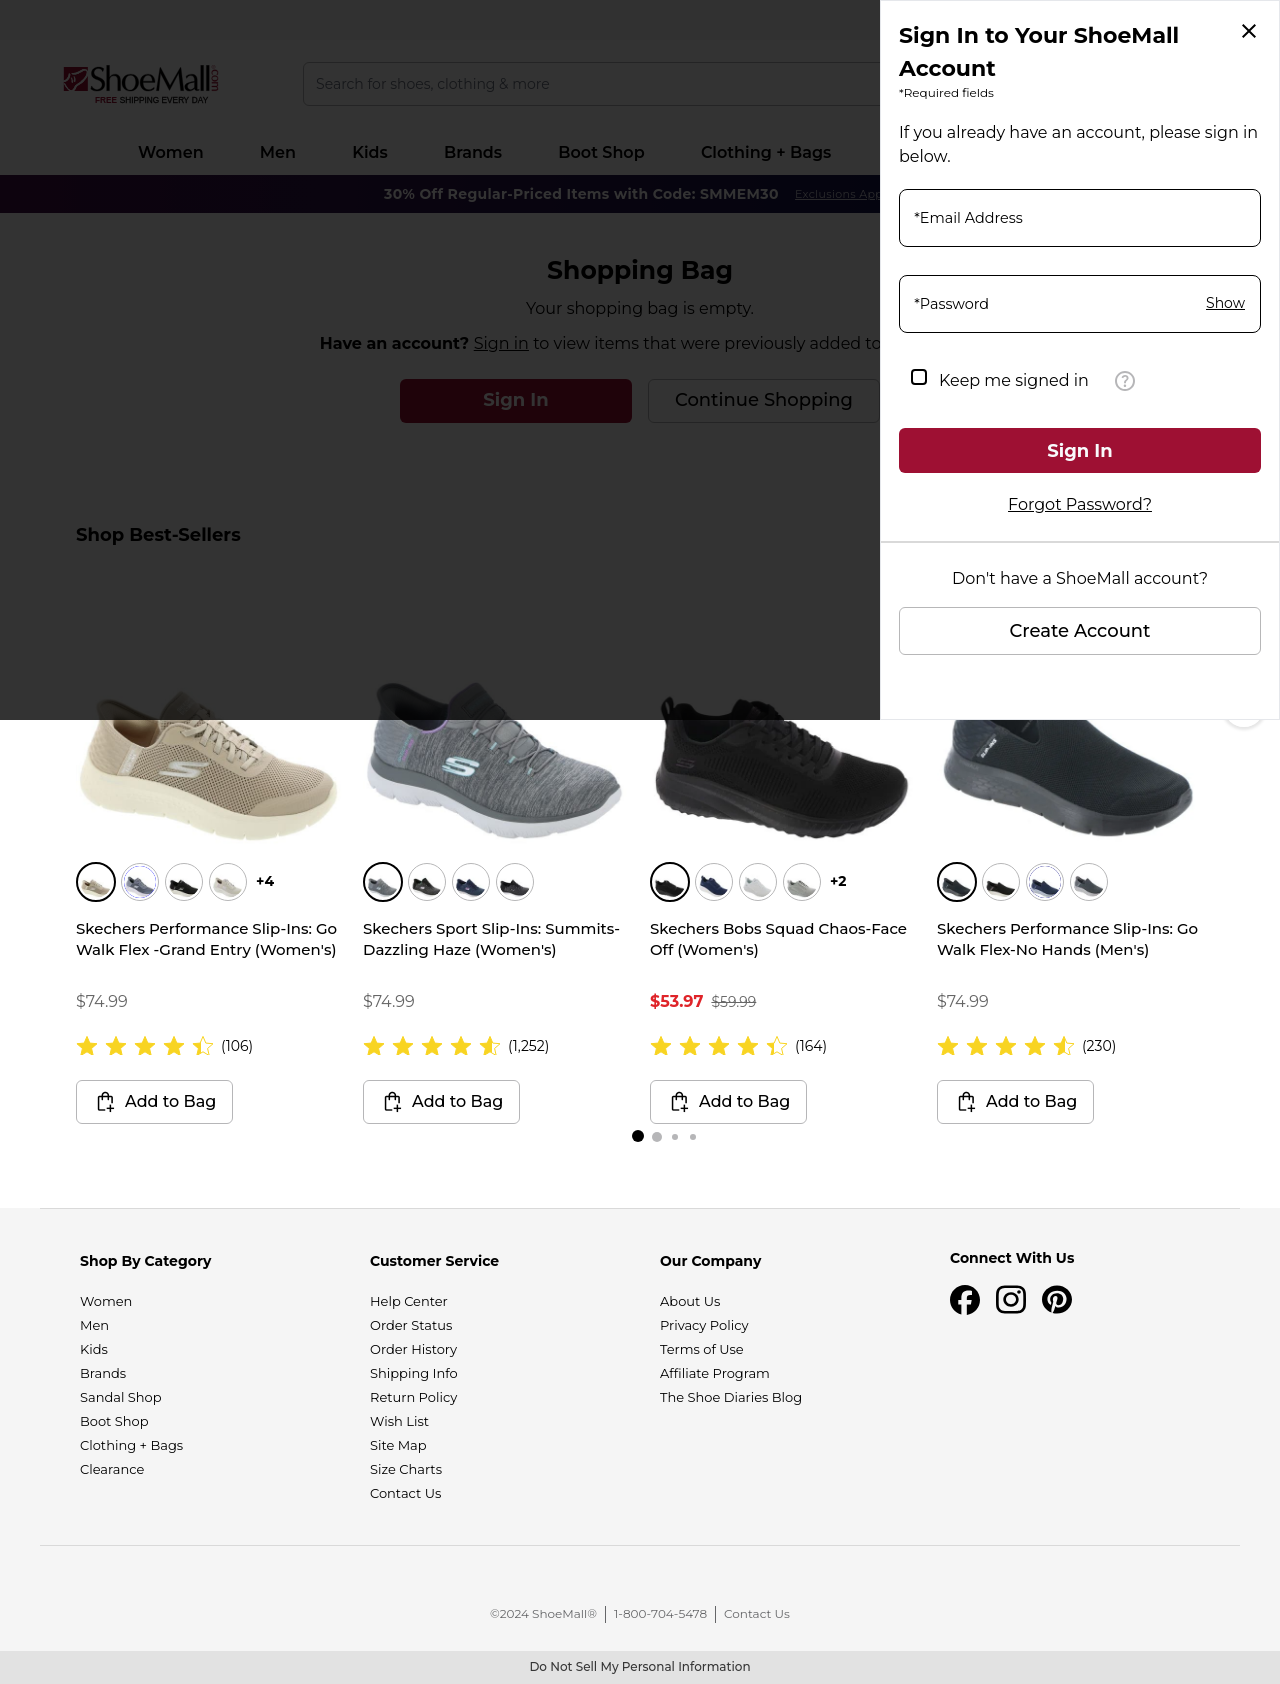 ShoeMall.com
FREE SHIPPING EVERY DAY
Search for shoes, clothing & more
Women
Men
Kids
Brands
Boot Shop
Clothing + Bags
30% Off Regular-Priced Items with Code: SMMEM30
Exclusions App
Shopping Bag
Your shopping bag is empty.
Have an account? Sign in to view items that were previously added to
Sign In
Continue Shopping
Shop Best-Sellers
Sign In to Your ShoeMall
Account
*Required fields
If you already have an account, please sign in
below.
*Email Address
*Password
Show
Keep me signed in
?
Sign In
Forgot Password?
Don't have a ShoeMall account?
Create Account
+4
+2
Skechers Performance Slip-Ins: Go
Walk Flex -Grand Entry (Women's)
$74.99
(106)
Add to Bag
Skechers Sport Slip-Ins: Summits-
Dazzling Haze (Women's)
$74.99
(1,252)
Add to Bag
Skechers Bobs Squad Chaos-Face
Off (Women's)
$53.97 $59.99
(164)
Add to Bag
Skechers Performance Slip-Ins: Go
Walk Flex-No Hands (Men's)
$74.99
(230)
Add to Bag
Shop By Category
Women
Men
Kids
Brands
Sandal Shop
Boot Shop
Clothing + Bags
Clearance
Customer Service
Help Center
Order Status
Order History
Shipping Info
Return Policy
Wish List
Site Map
Size Charts
Contact Us
Our Company
About Us
Privacy Policy
Terms of Use
Affiliate Program
The Shoe Diaries Blog
Connect With Us
©2024 ShoeMall® | 1-800-704-5478 | Contact Us
Do Not Sell My Personal Information